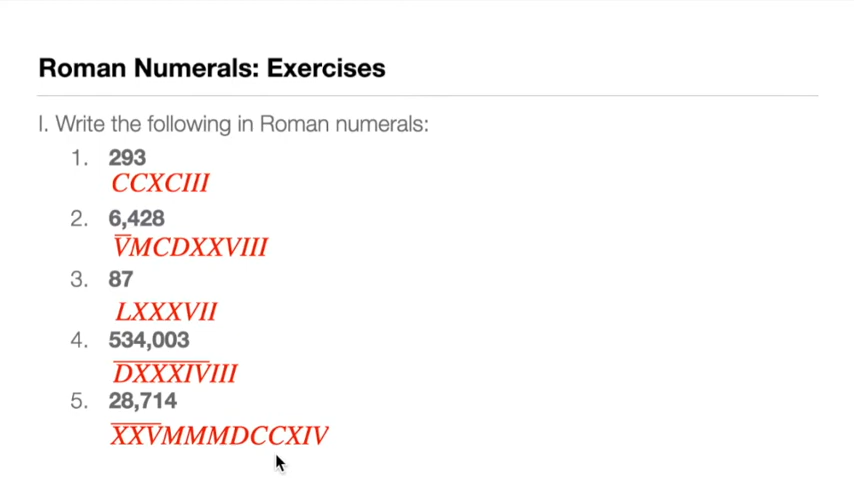 Roman Numerals: Exercises
I. Write the following in Roman numerals:
1. 293
CCXCIII
2. 6,428
V̅MCDXXVIII
3. 87
LXXXVII
4. 534,003
D̅X̅X̅X̅I̅V̅III
5. 28,714
X̅X̅V̅MMMDCCXIV